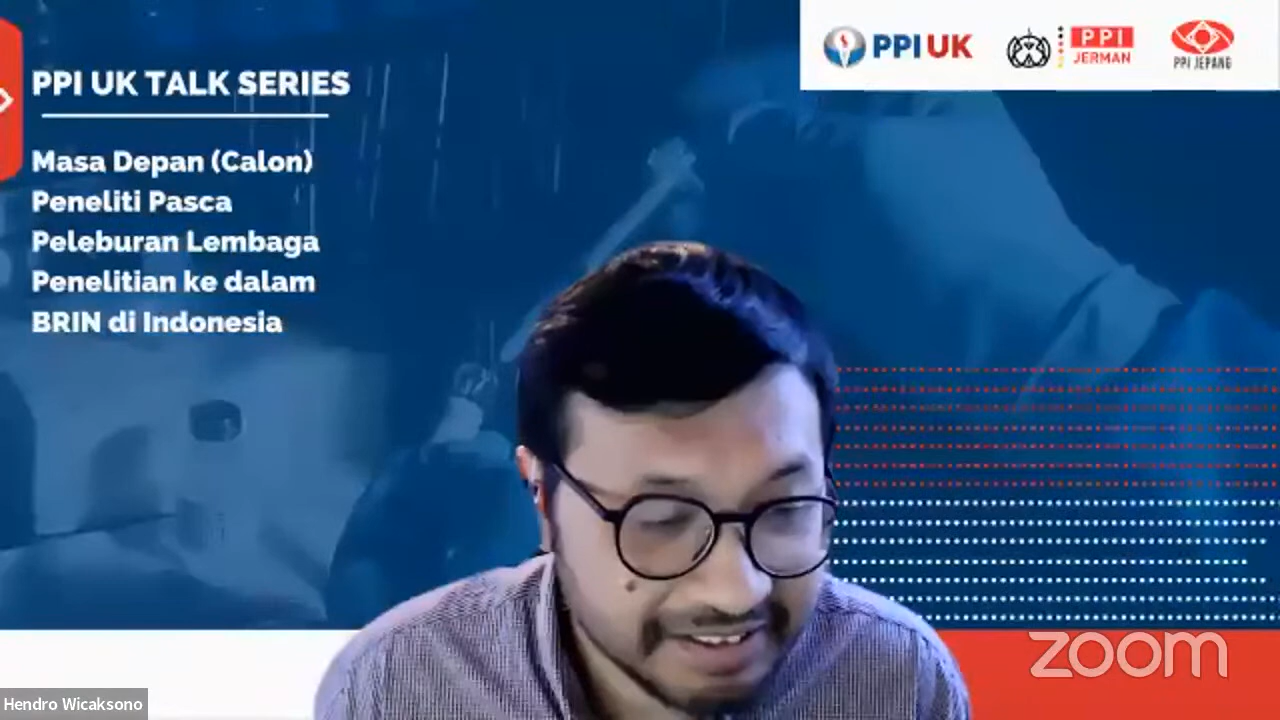 PPI UK TALK SERIES
Masa Depan (Calon)
Peneliti Pasca
Peleburan Lembaga
Penelitian ke dalam
BRIN di Indonesia
PPI UK
PPI
JERMAN
PPI JEPANG
zoom
Hendro Wicaksono